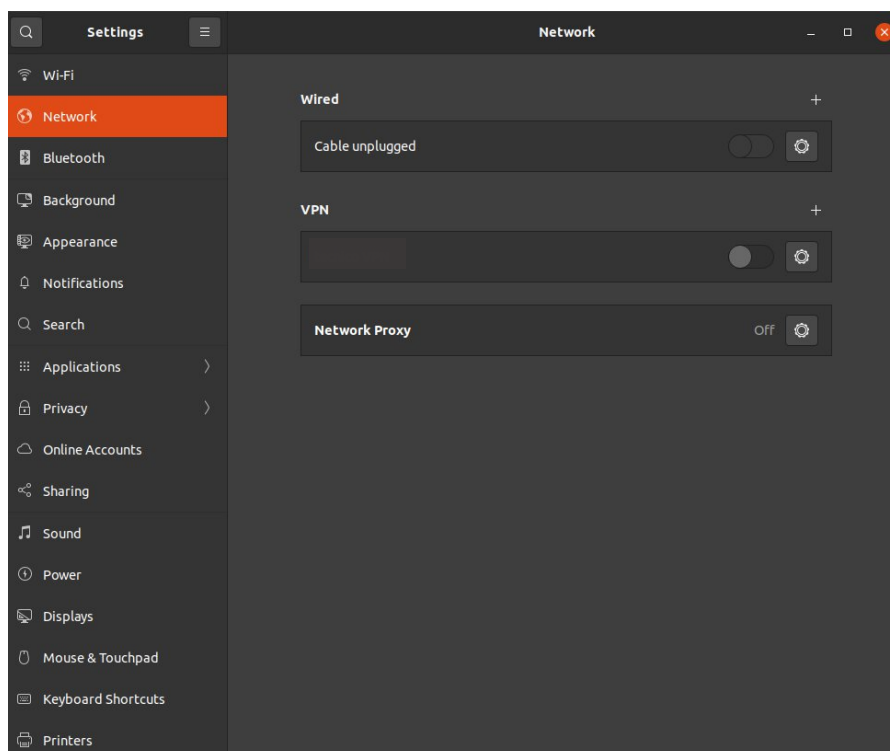 Settings
Network
Wi-Fi
Network
Bluetooth
Background
Appearance
Notifications
Search
Applications
Privacy
Online Accounts
Sharing
Sound
Power
Displays
Mouse & Touchpad
Keyboard Shortcuts
Printers
Wired
Cable unplugged
VPN
Network Proxy Off